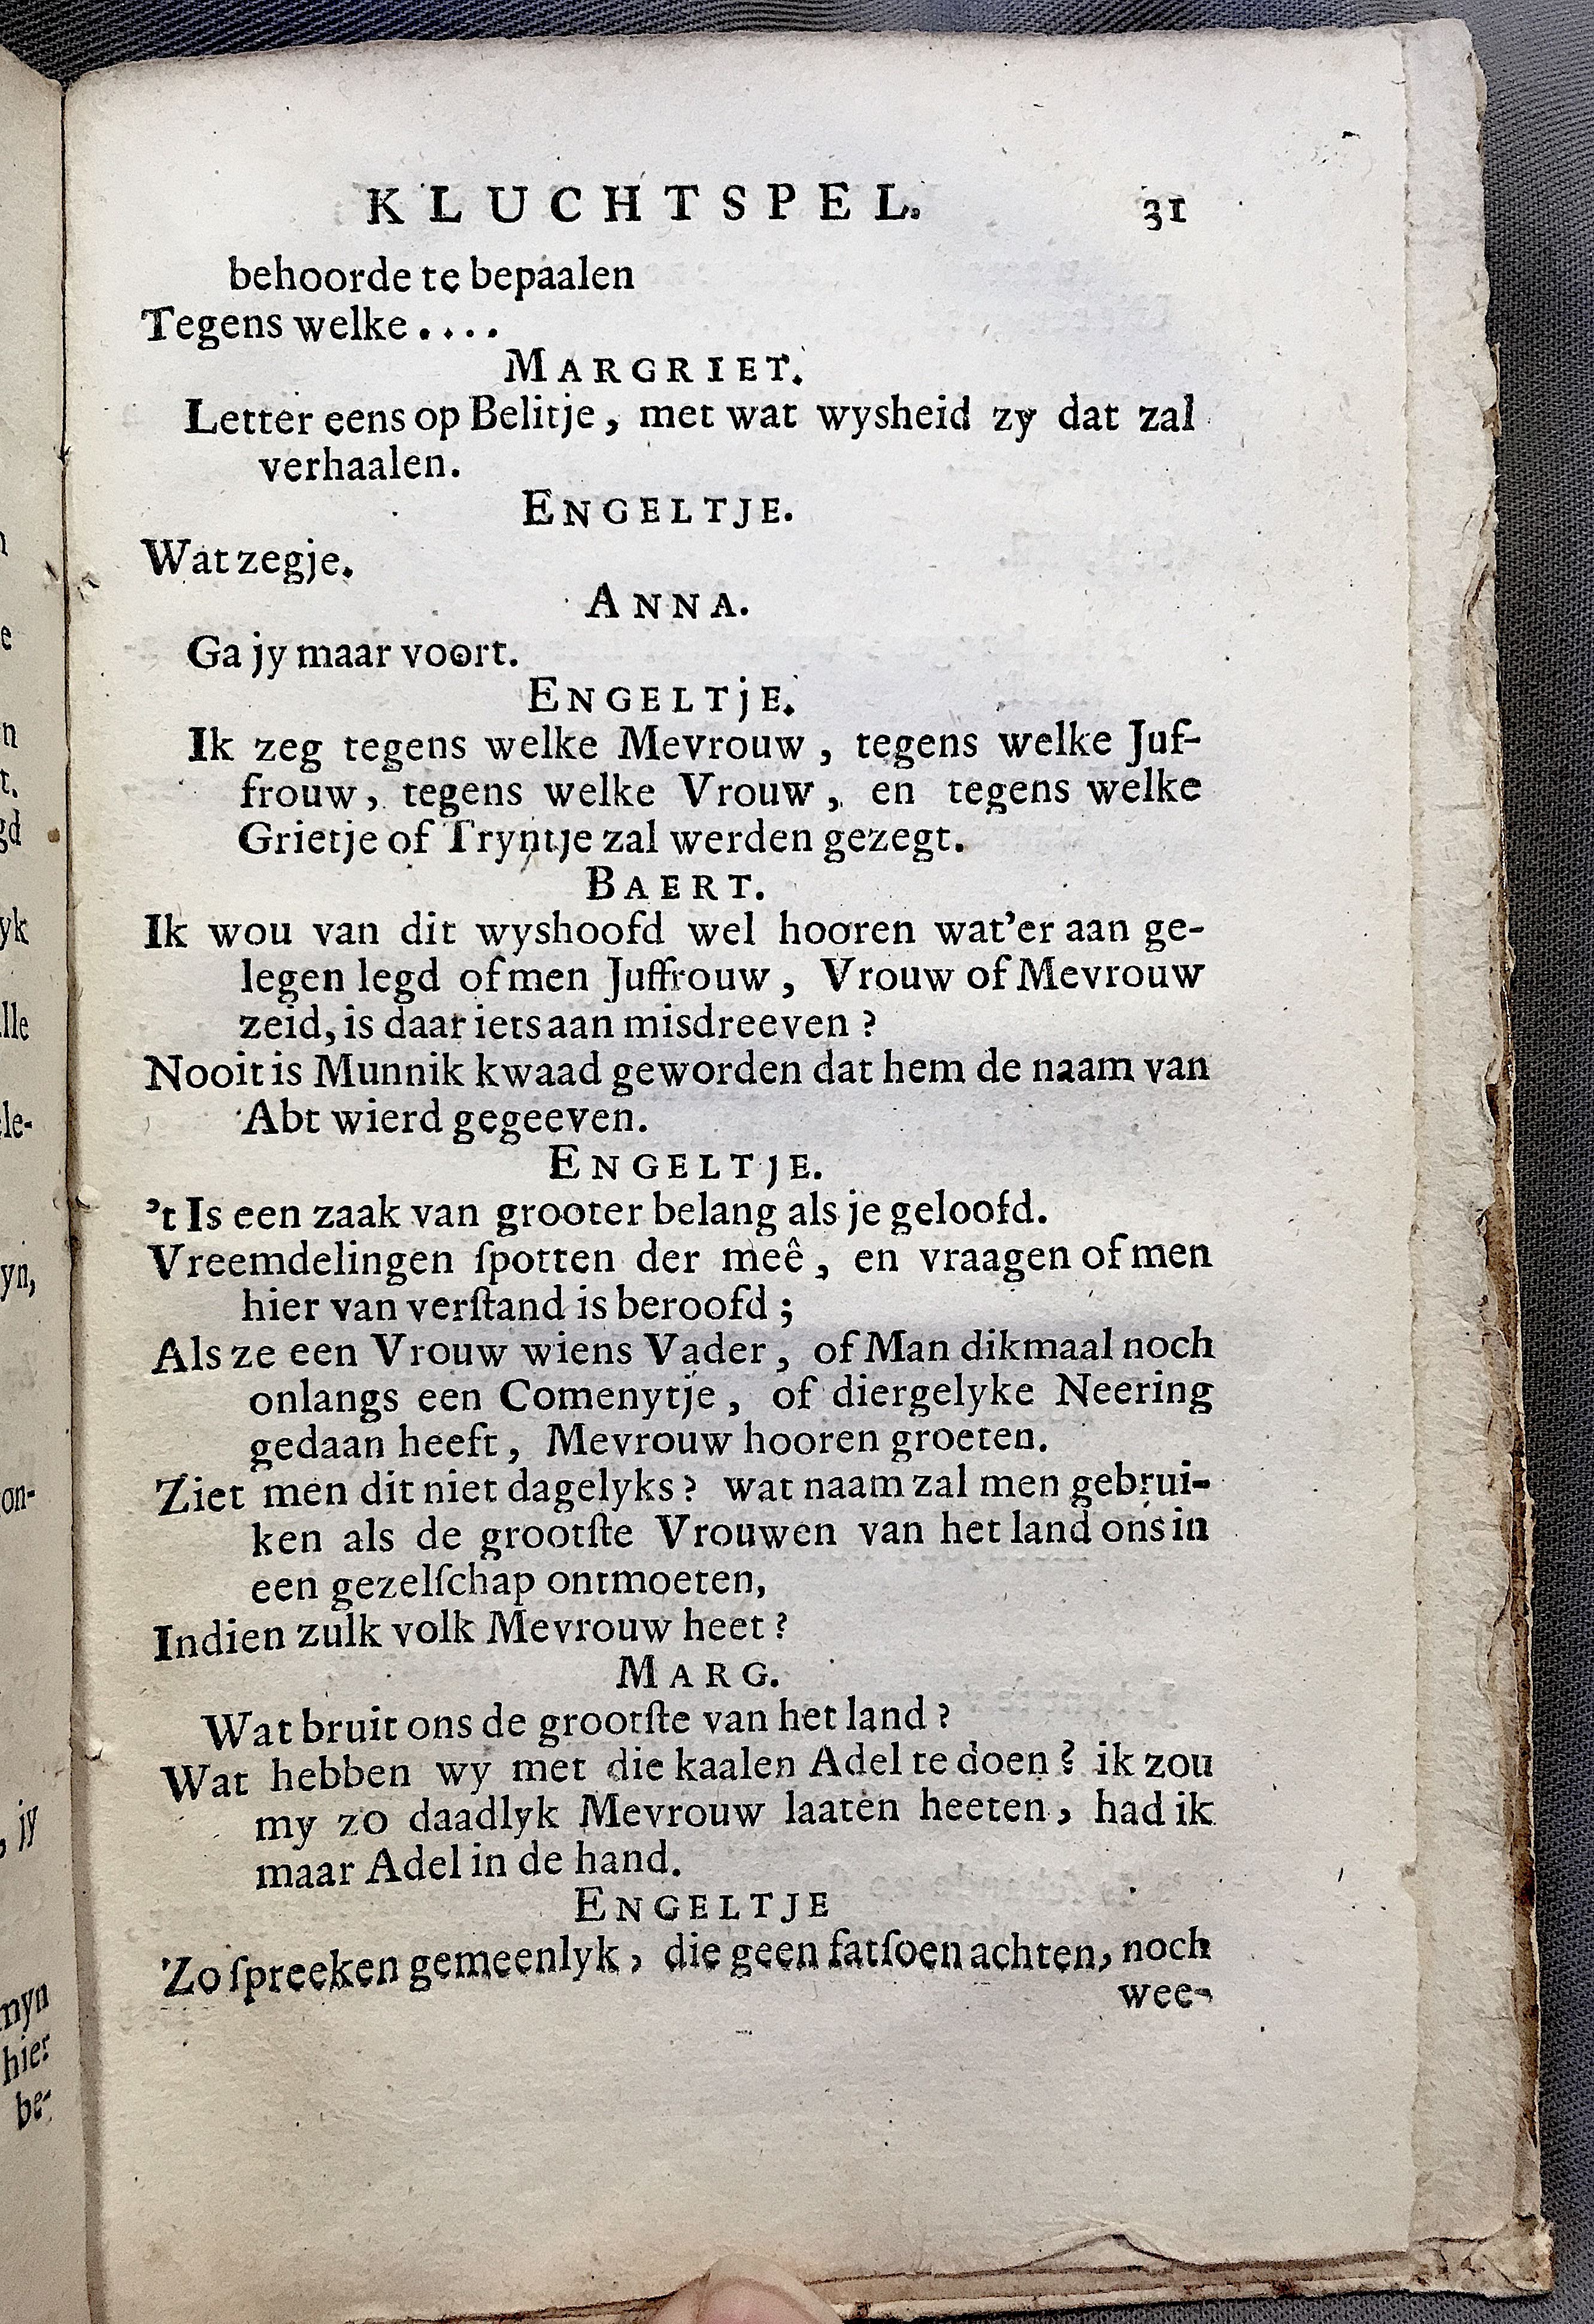 KLUCHTSPEL. 31
behoorde te bepaalen
Tegens welke....
MARGRIET.
Letter eens op Belitje, met wat wysheid zy dat zal
verhaalen.
ENGELTJE.
Wat zegje.
ANNA.
Ga jy maar voort.
ENGELTjE.
Ik zeg tegens welke Mevrouw, tegens welke Juf-
frouw, tegens welke Vrouw, en tegens welke
Grietje of Tryntje zal werden gezegt.
BAERT.
Ik wou van dit wyshoofd wel hooren wat'er aan ge-
legen legd of men Juffrouw, Vrouw of Mevrouw
zeid, is daar iets aan misdreeven?
Nooit is Munnik kwaad geworden dat hem de naam van
Abt wierd gegeeven.
ENGELTJE.
't Is een zaak van grooter belang als je geloofd.
Vreemdelingen ſpotten der meê, en vraagen of men
hier van verſtand is beroofd;
Als ze een Vrouw wiens Vader, of Man dikmaal noch
onlangs een Comenytje, of diergelyke Neering
gedaan heeft, Mevrouw hooren groeten.
Ziet men dit niet dagelyks? wat naam zal men gebrui-
ken als de grootſte Vrouwen van het land ons in
een gezelſchap ontmoeten,
Indien zulk volk Mevrouw heet?
MARG.
Wat bruit ons de grootſte van het land?
Wat hebben wy met die kaalen Adel te doen? ik zou
my zo daadlyk Mevrouw laaten heeten, had ik
maar Adel in de hand.
ENGELTJE
Zo ſpreeken gemeenlyk, die geen fatſoen achten, noch
wee-
n
e
n
t.
gd
yk
lle
le-
yn,
on-
, jy
myn
hier
be-